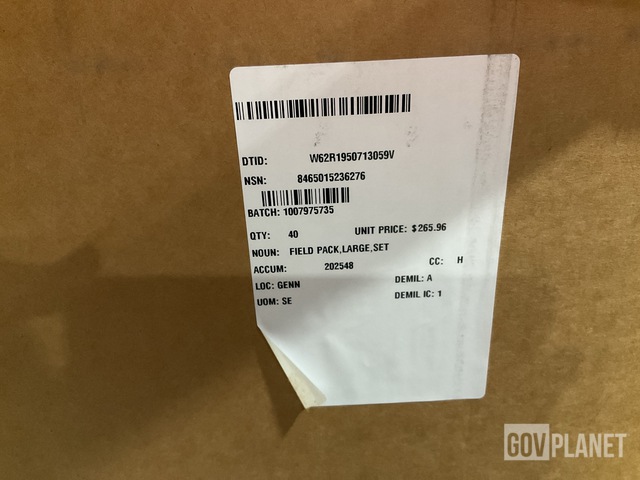 DTID: W62R1950713059V
NSN: 8465015236276
BATCH: 1007975735
QTY: 40 UNIT PRICE: $265.96
NOUN: FIELD PACK,LARGE,SET
ACCUM: 202548 CC: H
LOC: GENN DEMIL: A
UOM: SE DEMIL IC: 1
GOVPLANET